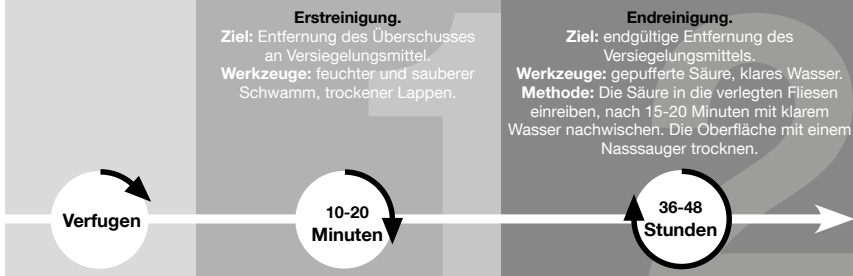 Erstreinigung.
Ziel: Entfernung des Überschusses
an Versiegelungsmittel.
Werkzeuge: feuchter und sauberer
Schwamm, trockener Lappen.
1
Endreinigung.
Ziel: endgültige Entfernung des
Versiegelungsmittels.
Werkzeuge: gepufferte Säure, klares Wasser.
Methode: Die Säure in die verlegten Fliesen
einreiben, nach 15-20 Minuten mit klarem
Wasser nachwischen. Die Oberfläche mit einem
Nasssauger trocknen.
2
Verfugen
10-20
Minuten
36-48
Stunden